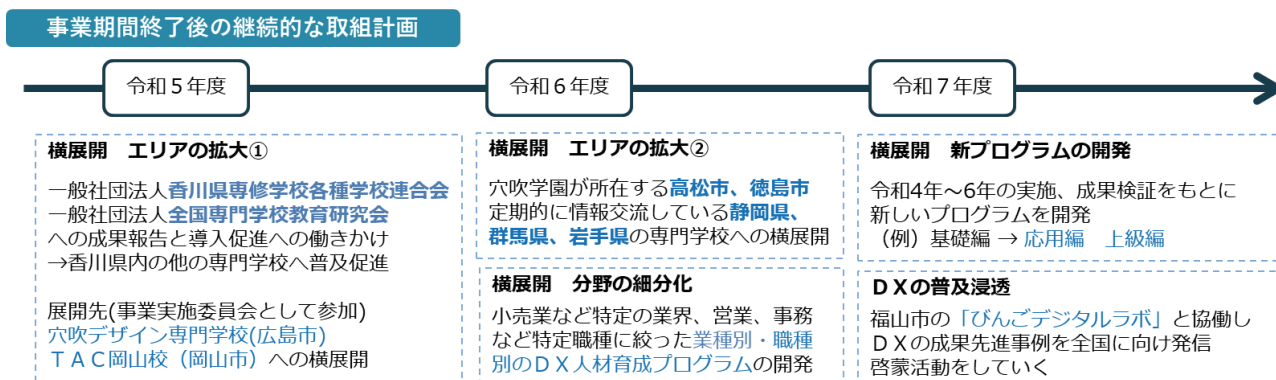 事業期間終了後の継続的な取組計画
令和５年度
令和６年度
令和７年度
横展開　エリアの拡大①
一般社団法人香川県専修学校各種学校連合会
一般社団法人全国専門学校教育研究会
への成果報告と導入促進への働きかけ
→香川県内の他の専門学校へ普及促進
展開先(事業実施委員会として参加)
穴吹デザイン専門学校(広島市)
ＴＡＣ岡山校（岡山市）への横展開
横展開　エリアの拡大②
穴吹学園が所在する高松市、徳島市
定期的に情報交流している静岡県、
群馬県、岩手県の専門学校への横展開
横展開　分野の細分化
小売業など特定の業界、営業、事務
など特定職種に絞った業種別・職種
別のＤＸ人材育成プログラムの開発
横展開　新プログラムの開発
令和4年～6年の実施、成果検証をもとに
新しいプログラムを開発
（例）基礎編 → 応用編　上級編
ＤＸの普及浸透
福山市の「びんごデジタルラボ」と協働し
ＤＸの成果先進事例を全国に向け発信
啓蒙活動をしていく